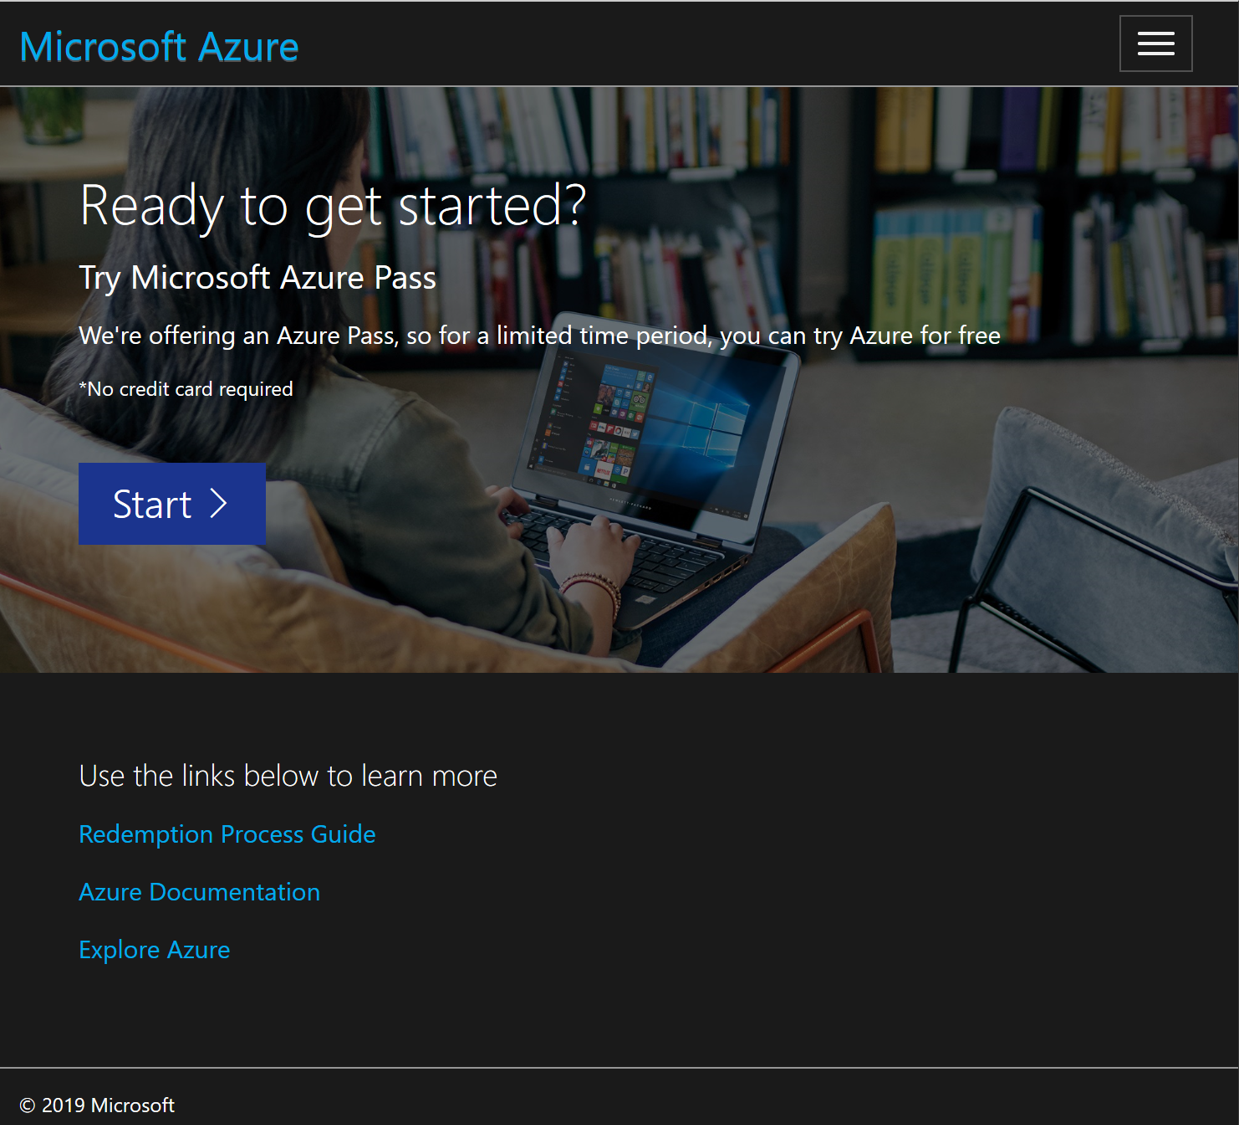 Microsoft Azure
Ready to get started?
Try Microsoft Azure Pass
We're offering an Azure Pass, so for a limited time period, you can try Azure for free
*No credit card required
Start
Use the links below to learn more
Redemption Process Guide
Azure Documentation
Explore Azure
© 2019 Microsoft